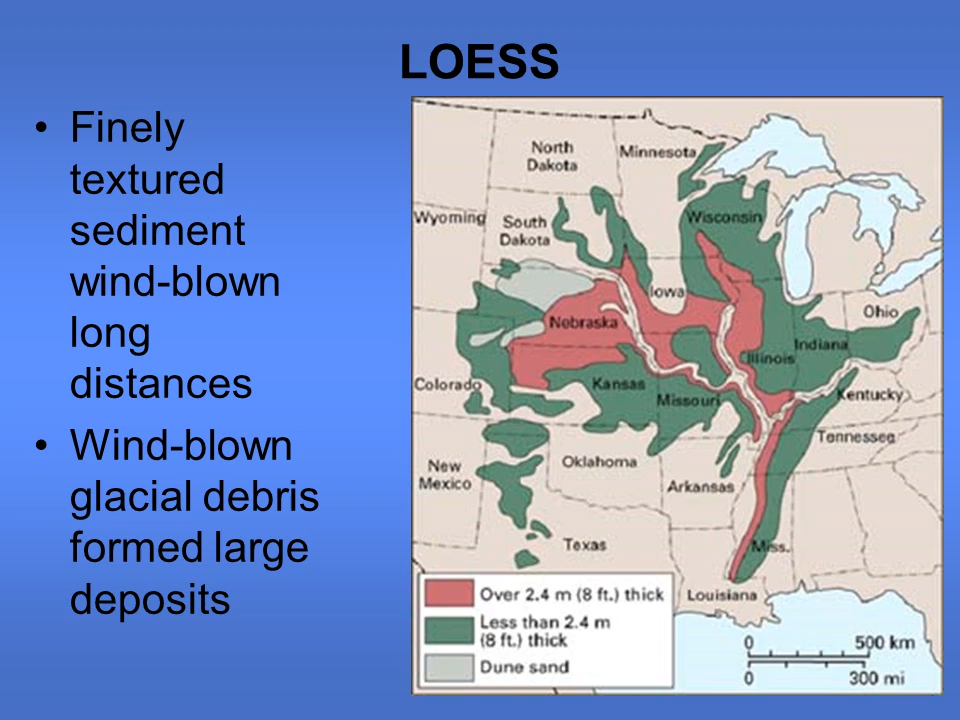 LOESS
• Finely
textured
sediment
wind-blown
long
distances
• Wind-blown
glacial debris
formed large
deposits
North
Dakota
Minnesota
Wyoming
South
Dakota
Wisconsin
Iowa
Nebraska
Ohio
Indiana
Illinois
Colorado
Kansas
Missouri
Kentucky
Tennessee
New
Mexico
Oklahoma
Arkansas
Texas
Miss.
Louisiana
Over 2.4 m (8 ft.) thick
Less than 2.4 m
(8 ft.) thick
Dune sand
0 500 km
0 300 mi